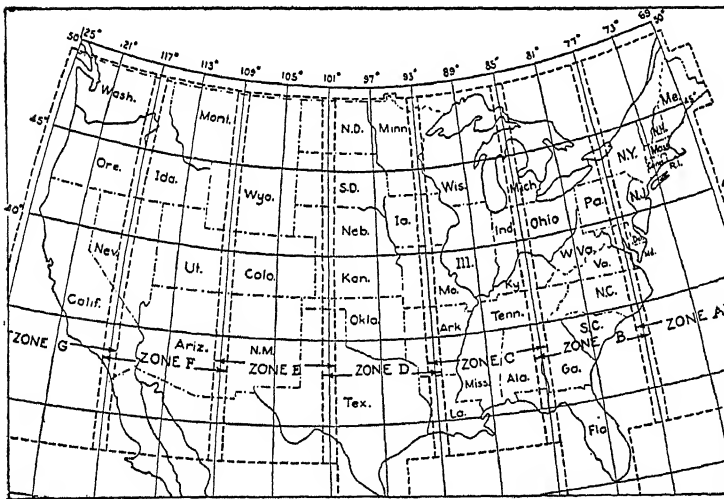 50° 125° 121° 117° 113° 109° 105° 101° 97° 93° 89° 85° 81° 77° 73° 69° 50°
Wash. Mont. N.D. Minn. Me. 45°
45°
Ore. Ida. Wyo. S.D. Wis. Mich. N.Y. N.H. Mass. R.I.
40°
Nev. Ut. Colo. Neb. Ia. Ill. Ind. Ohio Pa. N.J.
Kan. Mo. Ky. W.Va. Va. Md.
Calif. Okla. Ark. Tenn. N.C.
Ariz. N.M. S.C.
ZONE G ZONE F ZONE E ZONE D ZONE C ZONE B ZONE A
Tex. Miss. Ala. Ga.
La.
Fla.